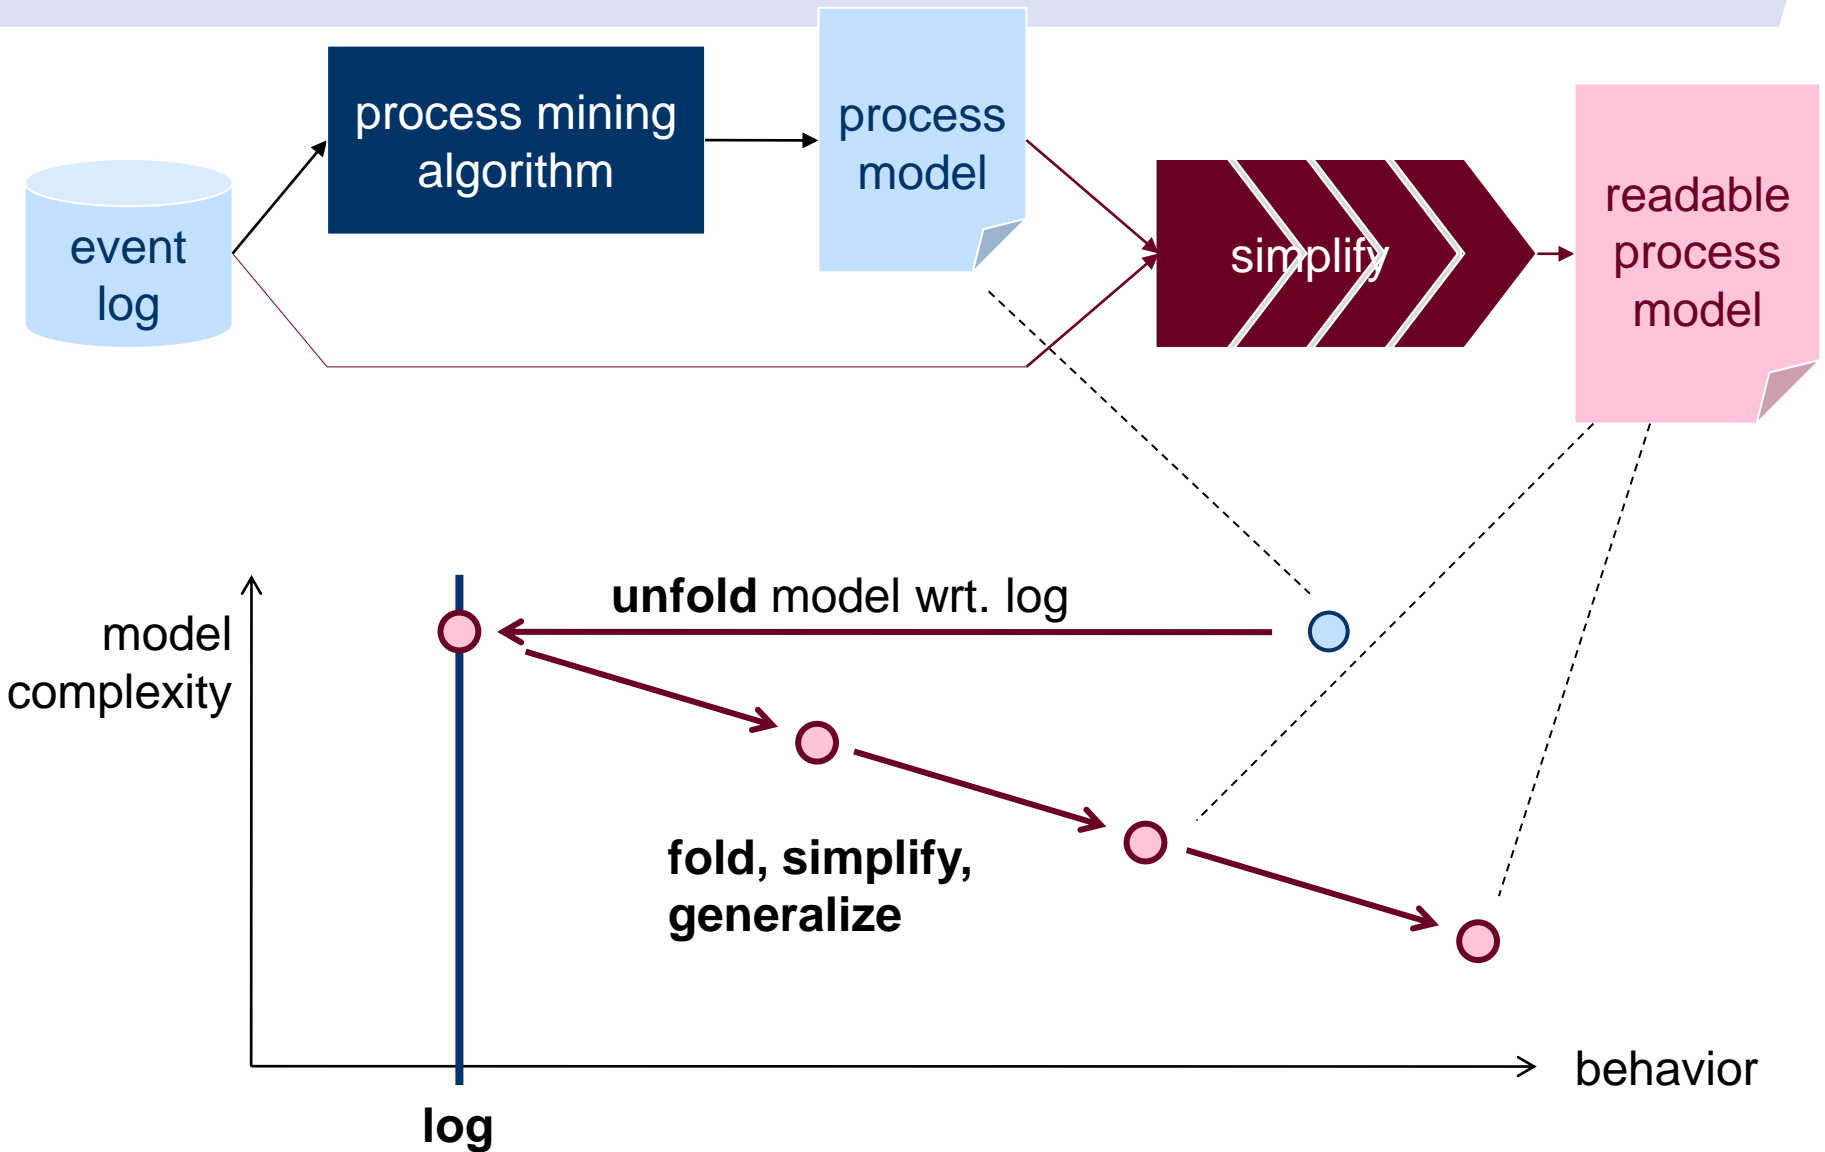 process mining
algorithm
process
model
event
log
simplify
readable
process
model
unfold model wrt. log
model
complexity
fold, simplify,
generalize
behavior
log